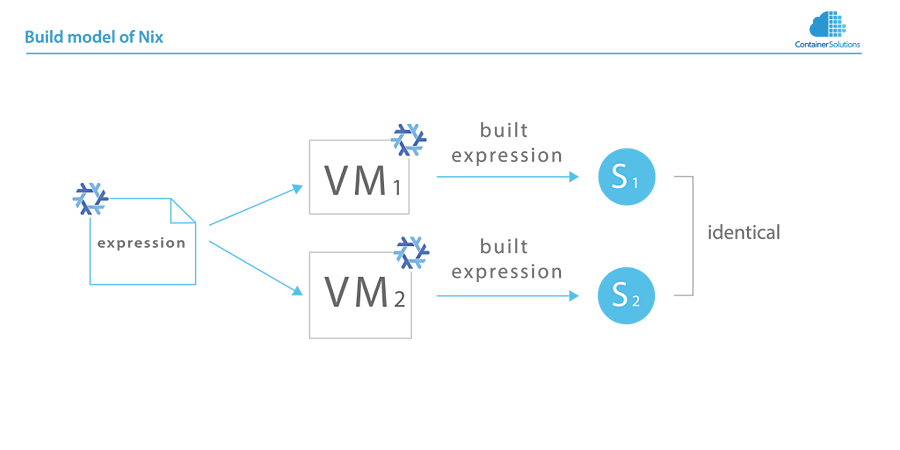 Build model of Nix
ContainerSolutions
expression
VM1
built
expression
S1
identical
VM2
built
expression
S2